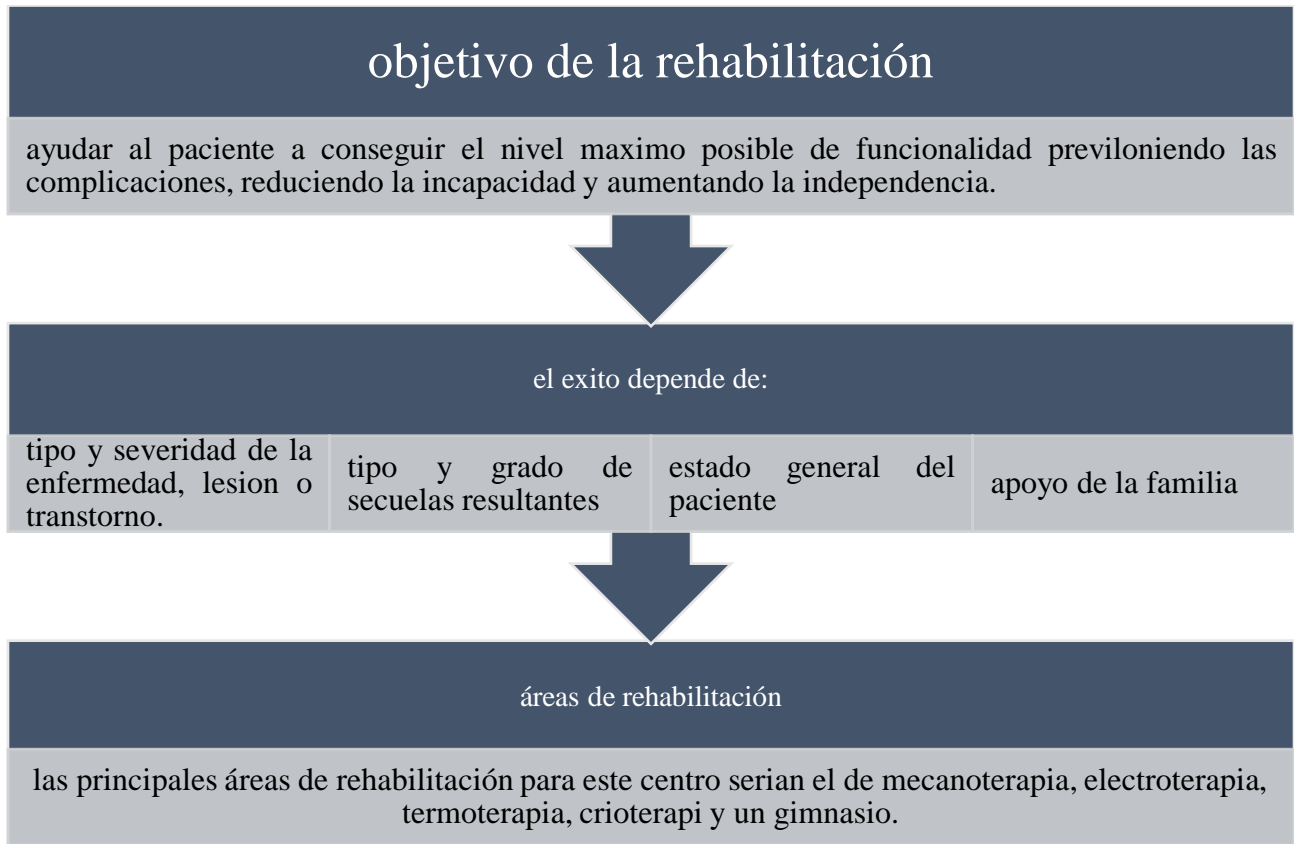 objetivo de la rehabilitación
ayudar al paciente a conseguir el nivel maximo posible de funcionalidad previloniendo las
complicaciones, reduciendo la incapacidad y aumentando la independencia.
el exito depende de:
tipo y severidad de la
enfermedad, lesion o
transtorno.
tipo y grado de
secuelas resultantes
estado general del
paciente
apoyo de la familia
áreas de rehabilitación
las principales áreas de rehabilitación para este centro serian el de mecanoterapia, electroterapia,
termoterapia, crioterapi y un gimnasio.